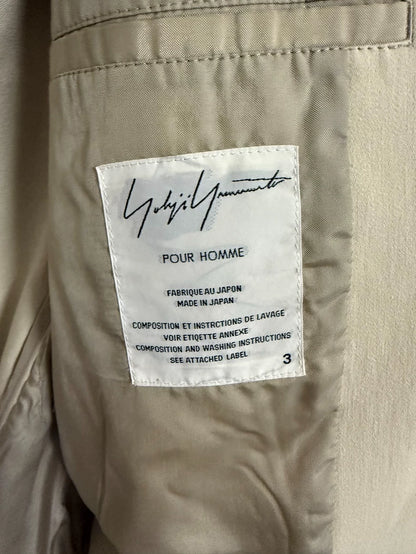 Yohji Yamamoto
POUR HOMME
FABRIQUE AU JAPON
MADE IN JAPAN
COMPOSITION ET INSTRCTIONS DE LAVAGE
VOIR ETIQETTE ANNEXE
COMPOSITION AND WASHING INSTRUCTIONS
SEE ATTACHED LABEL
3